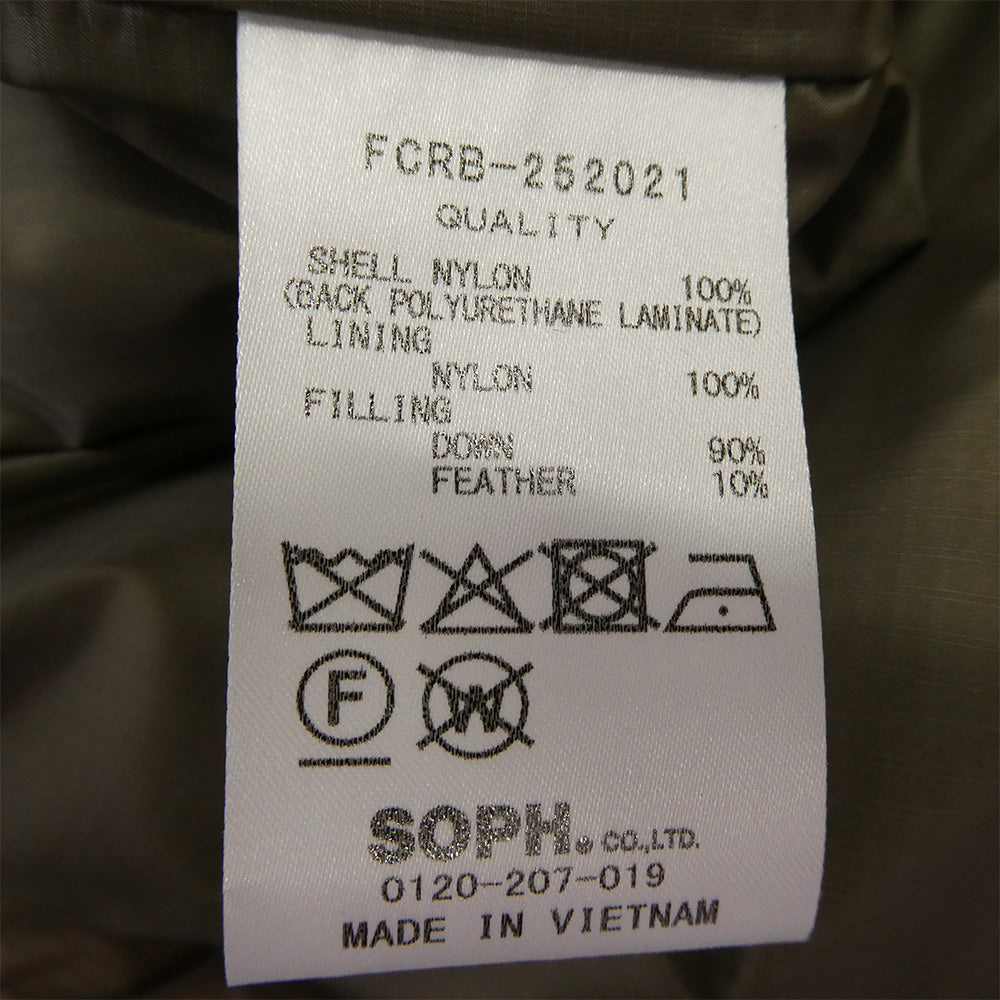 FCRB-252021
QUALITY
SHELL NYLON 100%
(BACK POLYURETHANE LAMINATE)
LINING
NYLON 100%
FILLING
DOWN 90%
FEATHER 10%
F W
SOPH. CO.,LTD.
0120-207-019
MADE IN VIETNAM